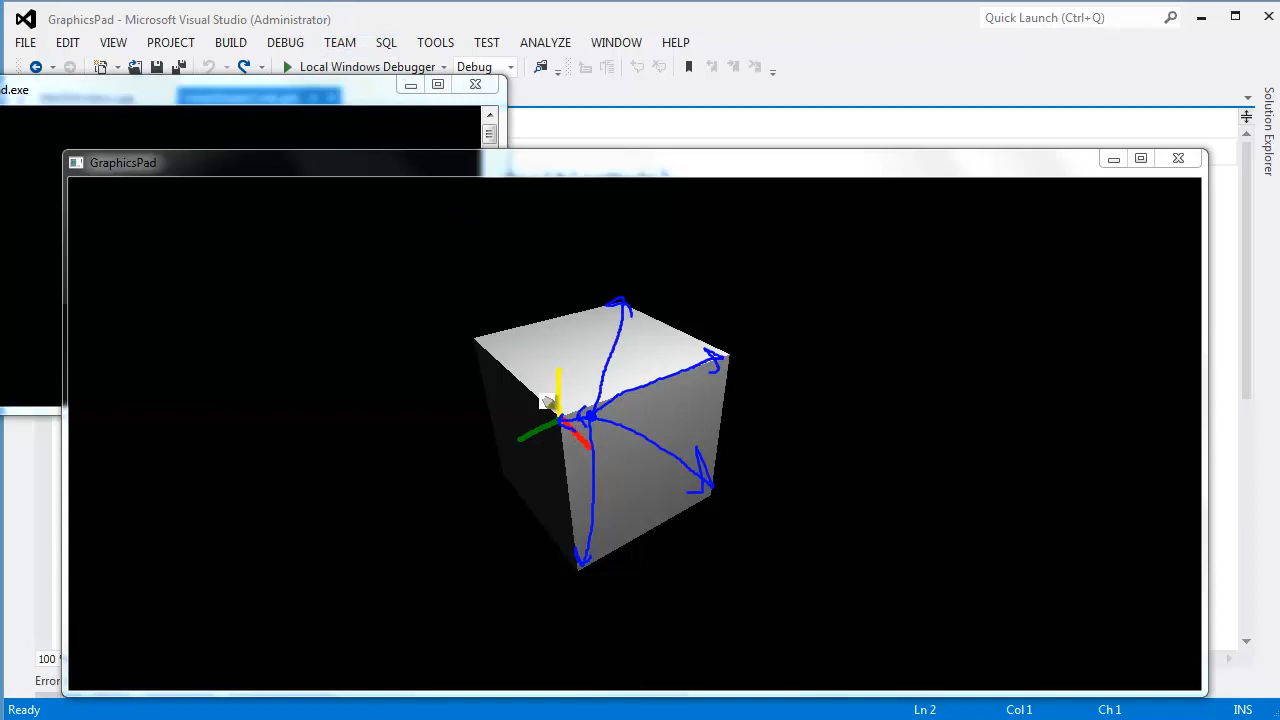 GraphicsPad - Microsoft Visual Studio (Administrator)
Quick Launch (Ctrl+Q)
FILE EDIT VIEW PROJECT BUILD DEBUG TEAM SQL TOOLS TEST ANALYZE WINDOW HELP
Local Windows Debugger Debug
d.exe
GraphicsPad
Solution Explorer
100
Error
Ready Ln 2 Col 1 Ch 1 INS